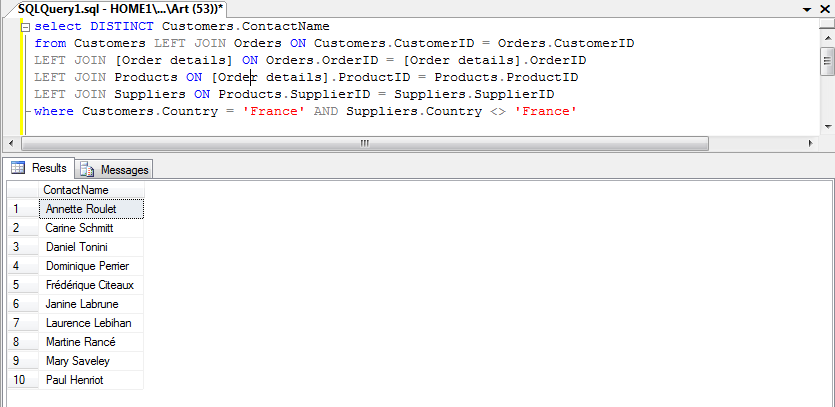 SQLQuery1.sql - HOME1\...\Art (53))*
select DISTINCT Customers.ContactName
from Customers LEFT JOIN Orders ON Customers.CustomerID = Orders.CustomerID
LEFT JOIN [Order details] ON Orders.OrderID = [Order details].OrderID
LEFT JOIN Products ON [Order details].ProductID = Products.ProductID
LEFT JOIN Suppliers ON Products.SupplierID = Suppliers.SupplierID
where Customers.Country = 'France' AND Suppliers.Country <> 'France'
Results Messages
ContactName
1 Annette Roulet
2 Carine Schmitt
3 Daniel Tonini
4 Dominique Perrier
5 Frédérique Citeaux
6 Janine Labrune
7 Laurence Lebihan
8 Martine Rancé
9 Mary Saveley
10 Paul Henriot